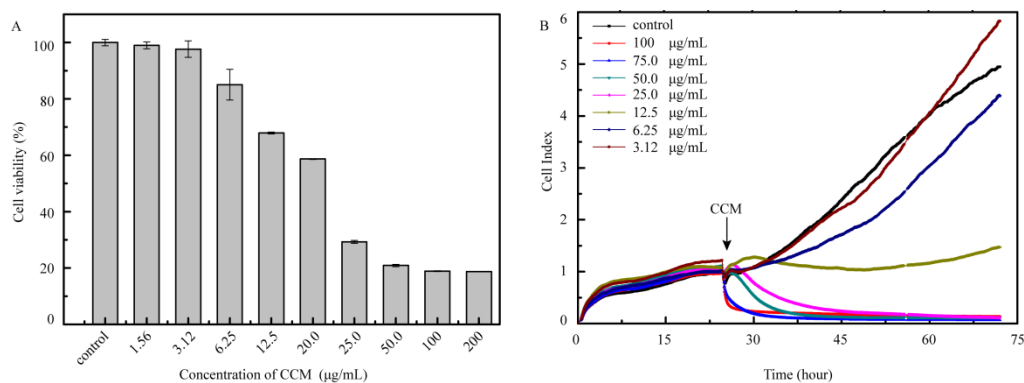 A
Cell viability (%)
100
80
60
40
20
0
control
1.56
3.12
6.25
12.5
20.0
25.0
50.0
100
200
Concentration of CCM (μg/mL)
B
Cell Index
6
5
4
3
2
1
0
control
100 μg/mL
75.0 μg/mL
50.0 μg/mL
25.0 μg/mL
12.5 μg/mL
6.25 μg/mL
3.12 μg/mL
CCM
0
15
30
45
60
75
Time (hour)